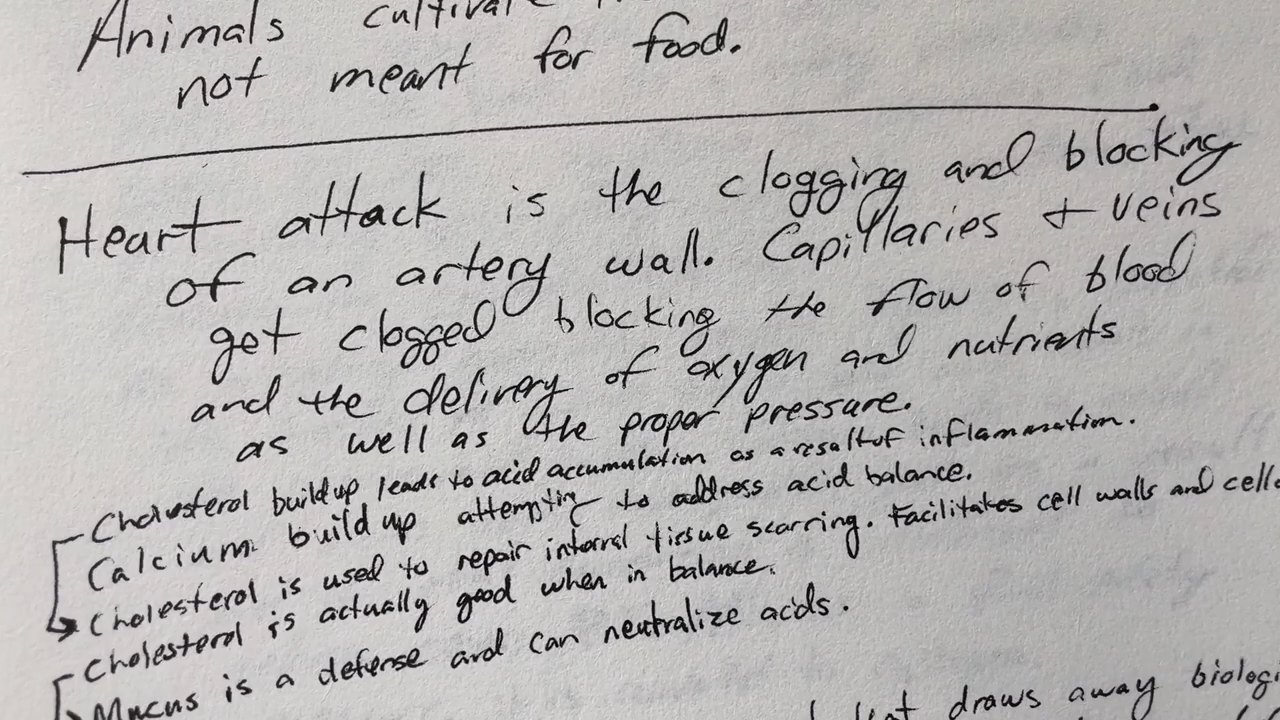 Animals cultivate
not meant for food.
Heart attack is the clogging and blocking
of an artery wall. Capillaries + veins
get clogged blocking the flow of blood
and the delivery of oxygen and nutrients
as well as the proper pressure.
Cholesterol buildup leads to acid accumulation as a result of inflammation.
Calcium build up attempting to address acid balance.
Cholesterol is used to repair internal tissue scarring. Facilitates cell walls and cell
Cholesterol is actually good when in balance.
Mucus is a defense and can neutralize acids.
draws away